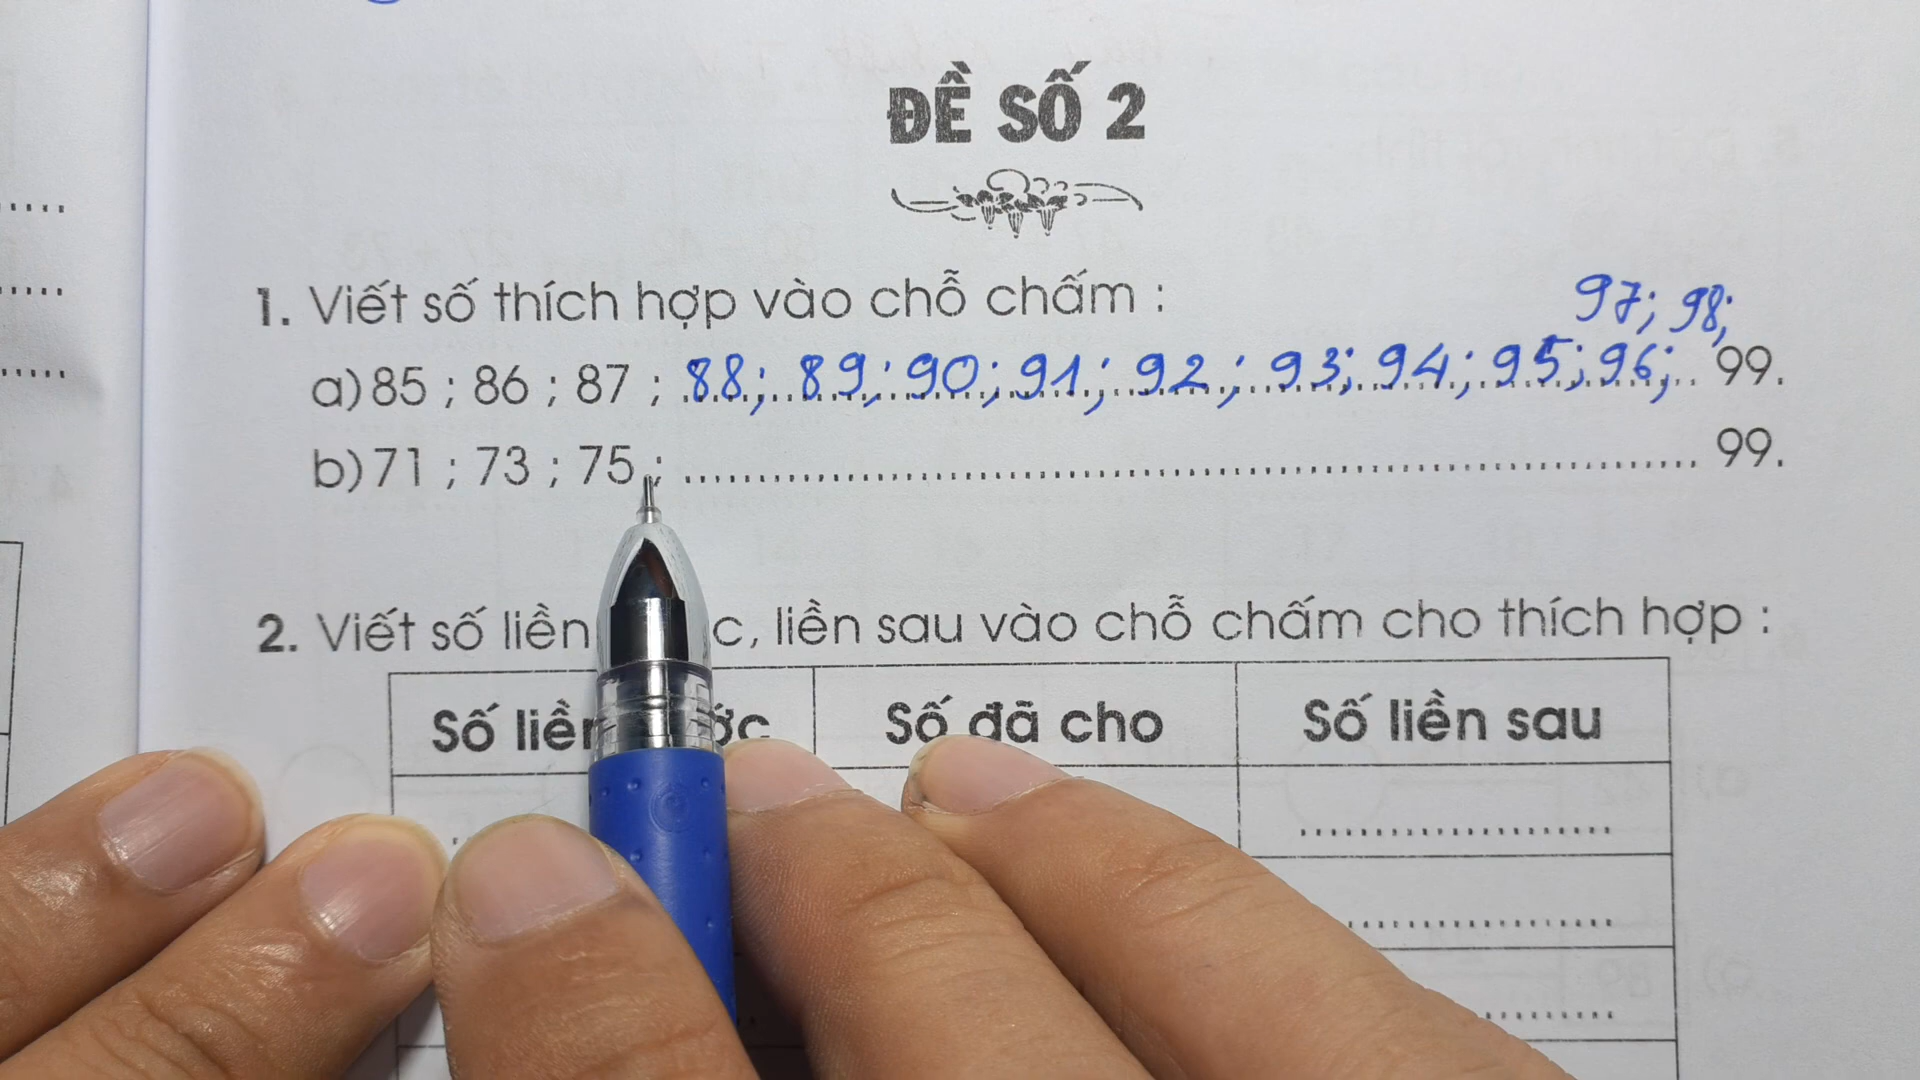 ĐỀ SỐ 2
1. Viết số thích hợp vào chỗ chấm :
97; 98;
a) 85 ; 86 ; 87 ; 88; 89; 90; 91; 92; 93; 94; 95; 96; 99.
b) 71 ; 73 ; 75 ; .......... 99.
2. Viết số liền , liền sau vào chỗ chấm cho thích hợp :
Số Số đã cho Số liền sau